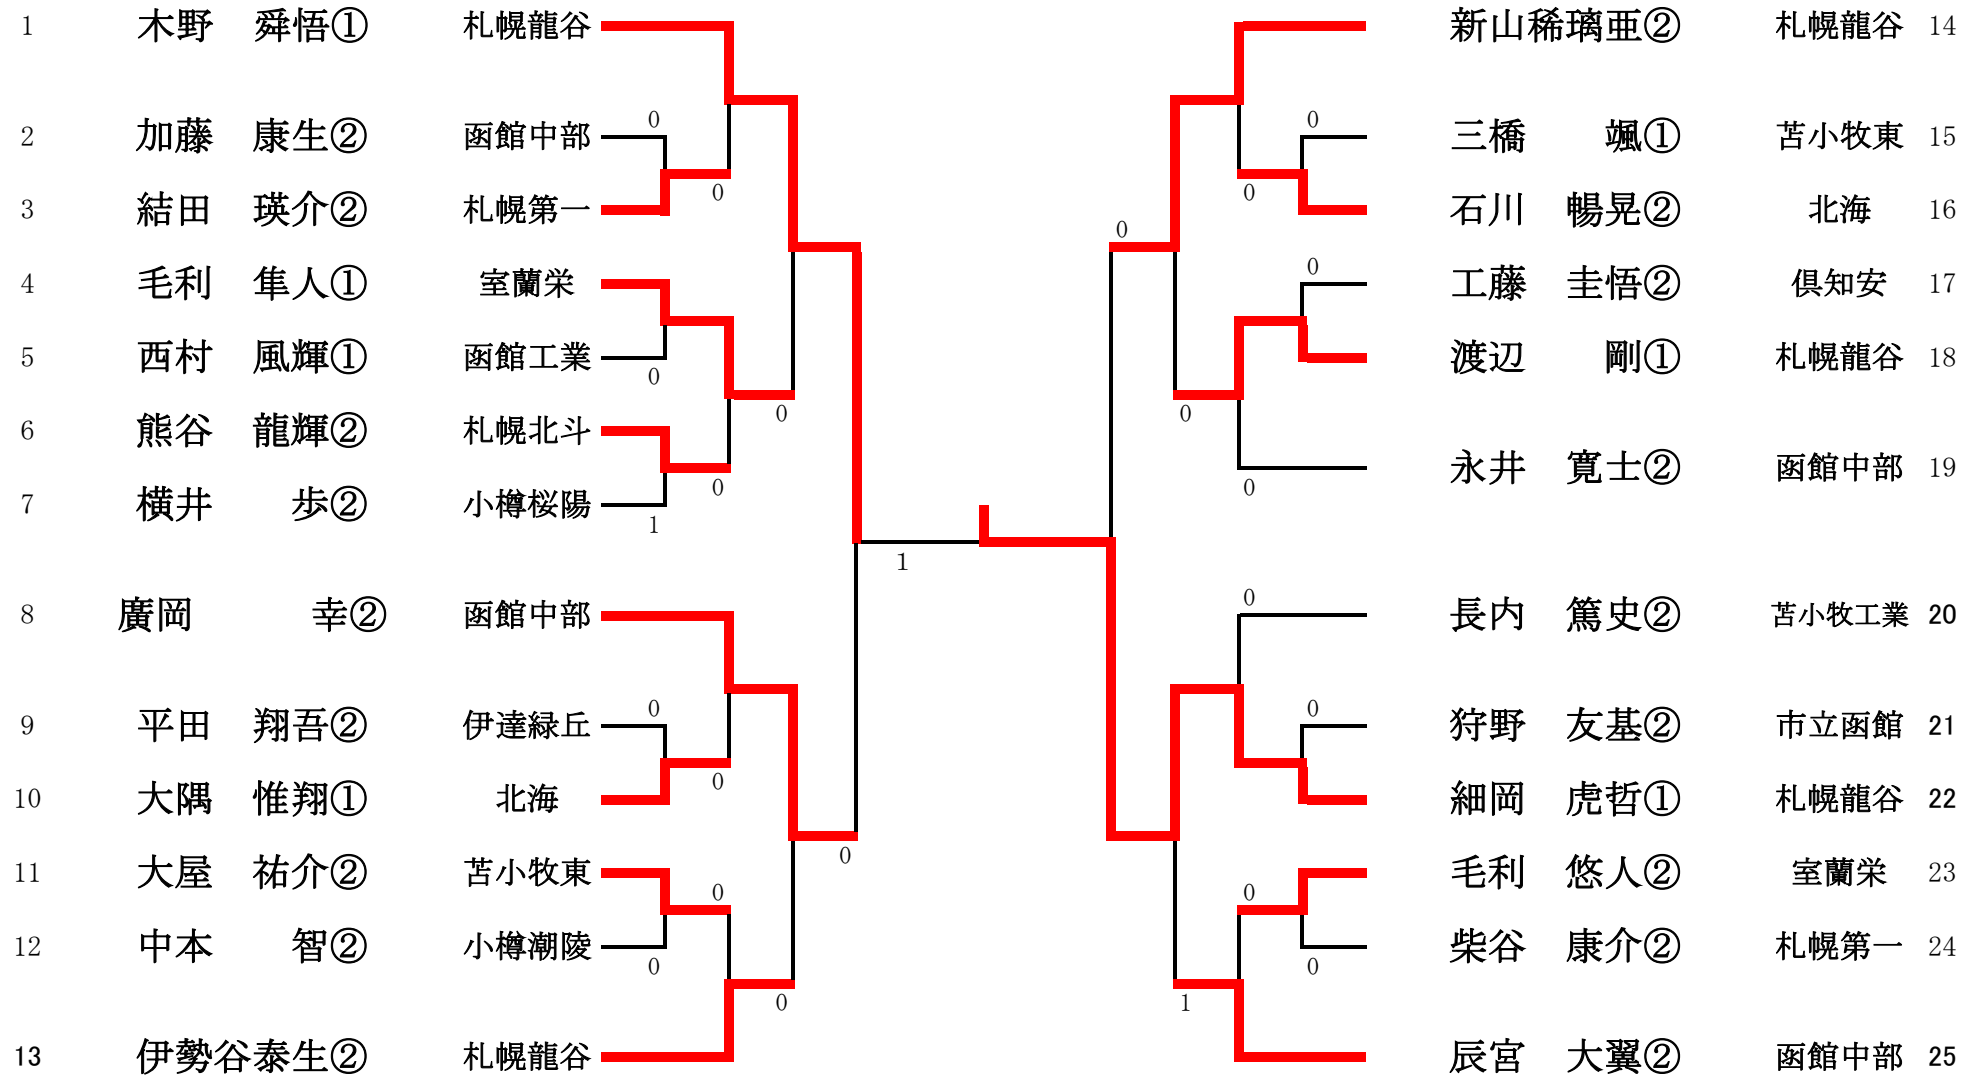 1 木野 舜悟① 札幌龍谷
2 加藤 康生② 函館中部 0
3 結田 瑛介② 札幌第一 0
4 毛利 隼人① 室蘭栄
5 西村 風輝① 函館工業 0
6 熊谷 龍輝② 札幌北斗 0
7 横井 歩② 小樽桜陽 0
1
1
8 廣岡 幸② 函館中部
9 平田 翔吾② 伊達緑丘 0
10 大隅 惟翔① 北海 0
11 大屋 祐介② 苫小牧東 0
0
12 中本 智② 小樽潮陵 0
0
13 伊勢谷泰生② 札幌龍谷
新山稀璃亜② 札幌龍谷 14
0 三橋 颯① 苫小牧東 15
0 石川 暢晃② 北海 16
0
0 工藤 圭悟② 倶知安 17
渡辺 剛① 札幌龍谷 18
0
0 永井 寛士② 函館中部 19
0 長内 篤史② 苫小牧工業 20
0 狩野 友基② 市立函館 21
細岡 虎哲① 札幌龍谷 22
0 毛利 悠人② 室蘭栄 23
0 柴谷 康介② 札幌第一 24
1
辰宮 大翼② 函館中部 25